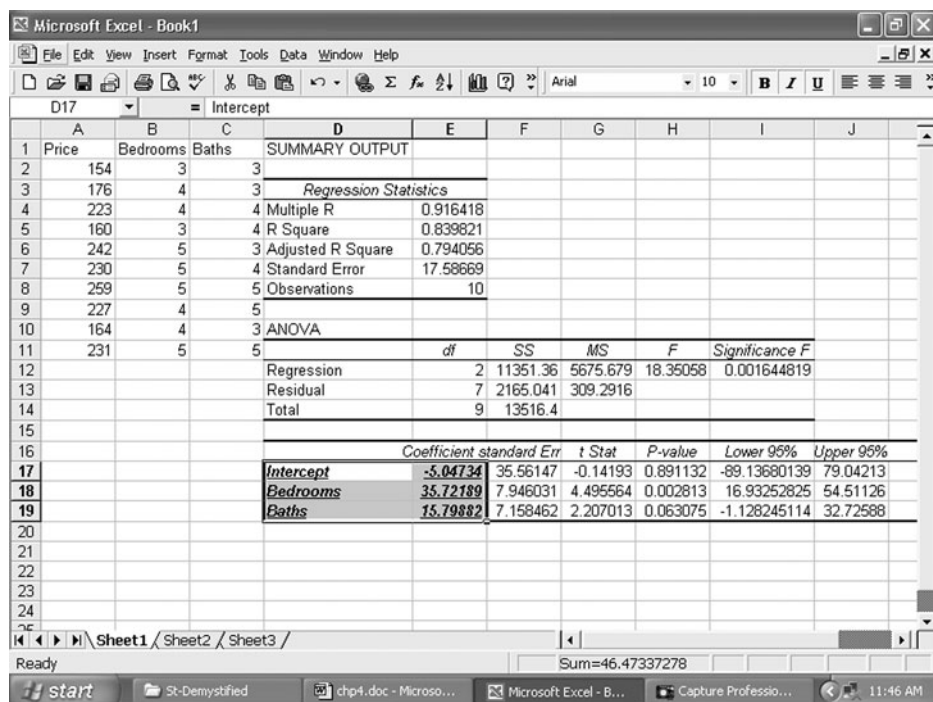 Microsoft Excel - Book1
File Edit View Insert Format Tools Data Window Help
Arial 10 B I U
D17 = Intercept
A B C D E F G H I J
1 Price Bedrooms Baths SUMMARY OUTPUT
2 154 3 3
3 176 4 3 Regression Statistics
4 223 4 4 Multiple R 0.916418
5 160 3 4 R Square 0.839821
6 242 5 3 Adjusted R Square 0.794056
7 230 5 4 Standard Error 17.58669
8 259 5 5 Observations 10
9 227 4 5
10 164 4 3 ANOVA
11 231 5 5 df SS MS F Significance F
12 Regression 2 11351.36 5675.679 18.35058 0.001644819
13 Residual 7 2165.041 309.2916
14 Total 9 13516.4
15
16 Coefficient standard Err t Stat P-value Lower 95% Upper 95%
17 Intercept -5.04734 35.56147 -0.14193 0.891132 -89.13680139 79.04213
18 Bedrooms 35.72189 7.946031 4.495564 0.002813 16.93252825 54.51126
19 Baths 15.79882 7.158462 2.207013 0.063075 -1.128245114 32.72588
20
21
22
23
24
Sheet1 Sheet2 Sheet3
Ready Sum=46.47337278
start St-Demystified chp4.doc - Microso... Microsoft Excel - B... Capture Professio... 11:46 AM